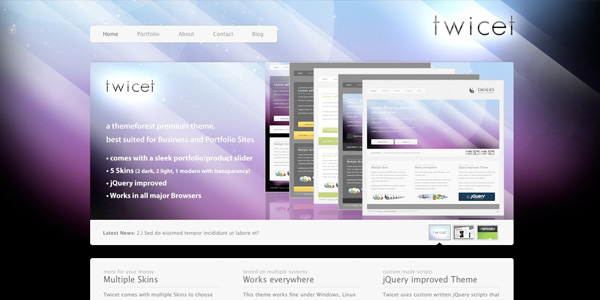 twicet
Home Portfolio About Contact Blog
twicet
a themeforest premium theme,
best suited for Business and Portfolio Sites
• comes with a sleek portfolio/product slider
• 5 Skins (2 dark, 2 light, 1 modern with transparency)
• jQuery improved
• Works in all major Browsers
Latest News: 2.) Sed do eiusmod tempor incididunt ut labore et?
more for your money
Multiple Skins
Twicet comes with multiple Skins to choose
tested on multiple systems
Works everywhere
This theme works fine under Windows, Linux
custom made scripts
jQuery improved Theme
Twicet uses custom written jQuery scripts that